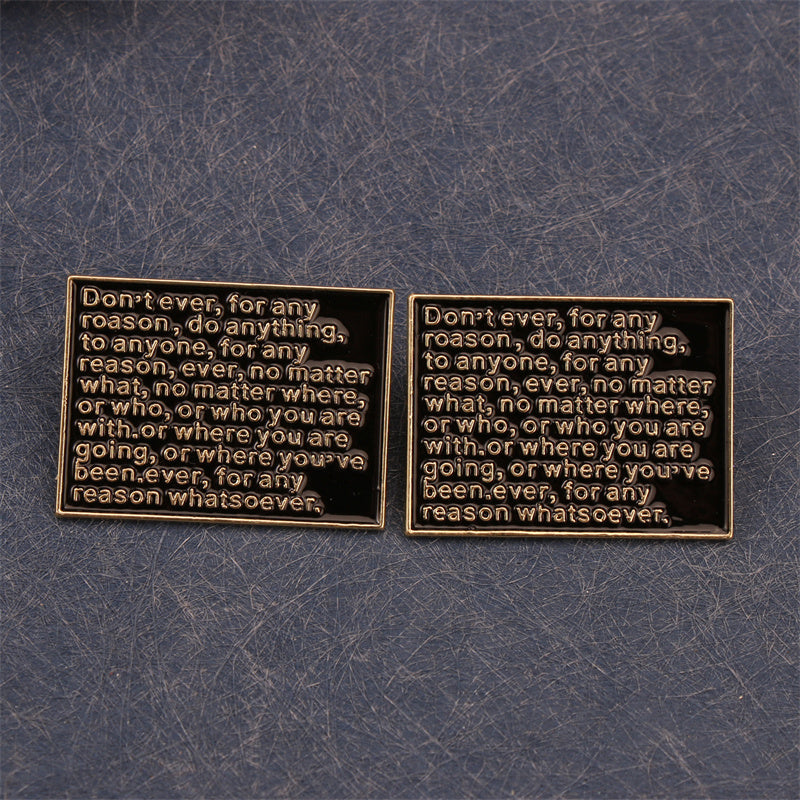 Don't ever, for any
roason, do anything,
to anyone, for any
reason, ever, no matter
what, no matter where,
or who, or who you are
with.or where you are
going, or where you've
been.ever, for any
reason whatsoever.
Don't ever, for any
roason, do anything,
to anyone, for any
reason, ever, no matter
what, no matter where,
or who, or who you are
with.or where you are
going, or where you've
been.ever, for any
reason whatsoever.